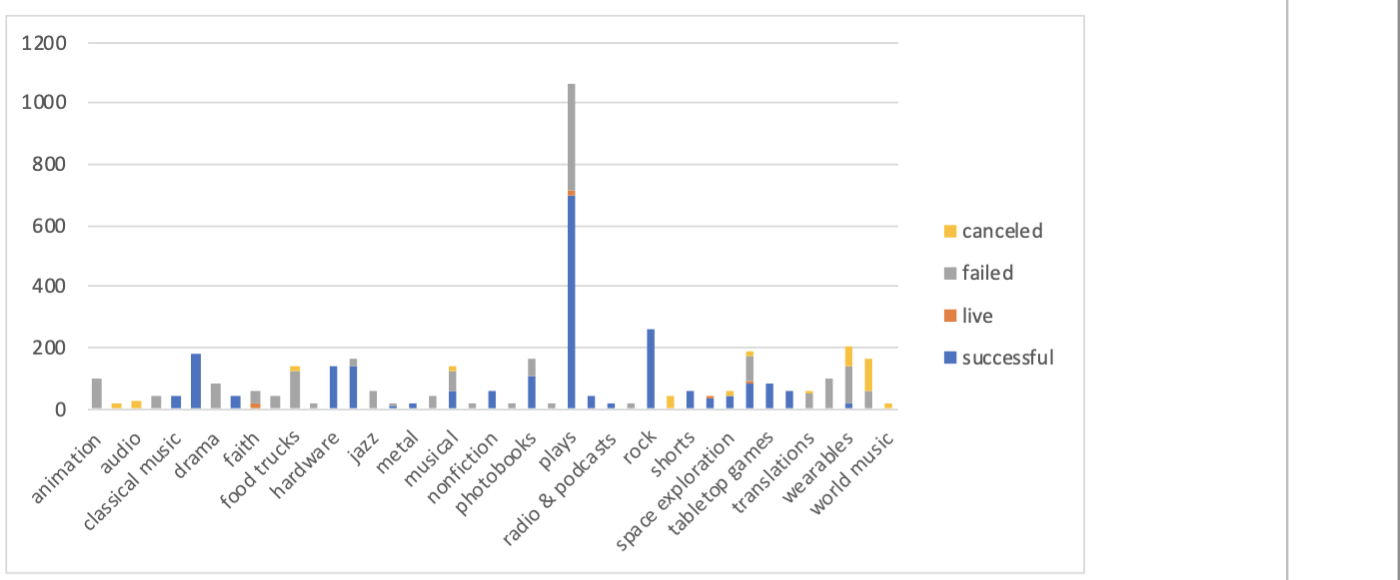 1200
1000
800
600
400
200
0
animation
audio
classical music
drama
faith
food trucks
hardware
jazz
metal
musical
nonfiction
photobooks
plays
radio & podcasts
rock
shorts
space exploration
tabletop games
translations
wearables
world music
canceled
failed
live
successful